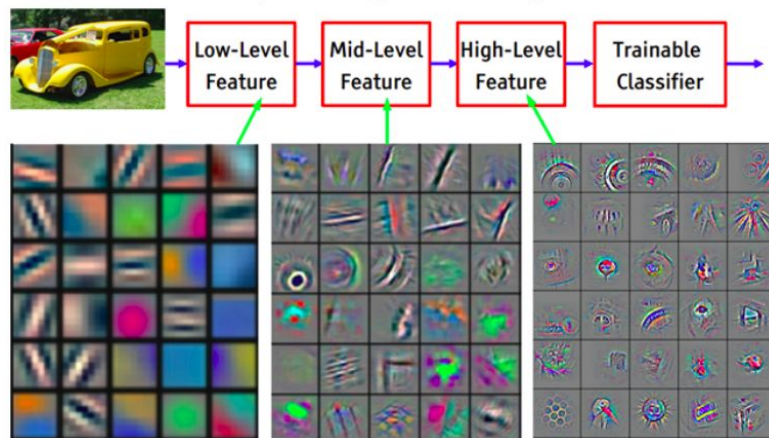 Low-Level
Feature
Mid-Level
Feature
High-Level
Feature
Trainable
Classifier